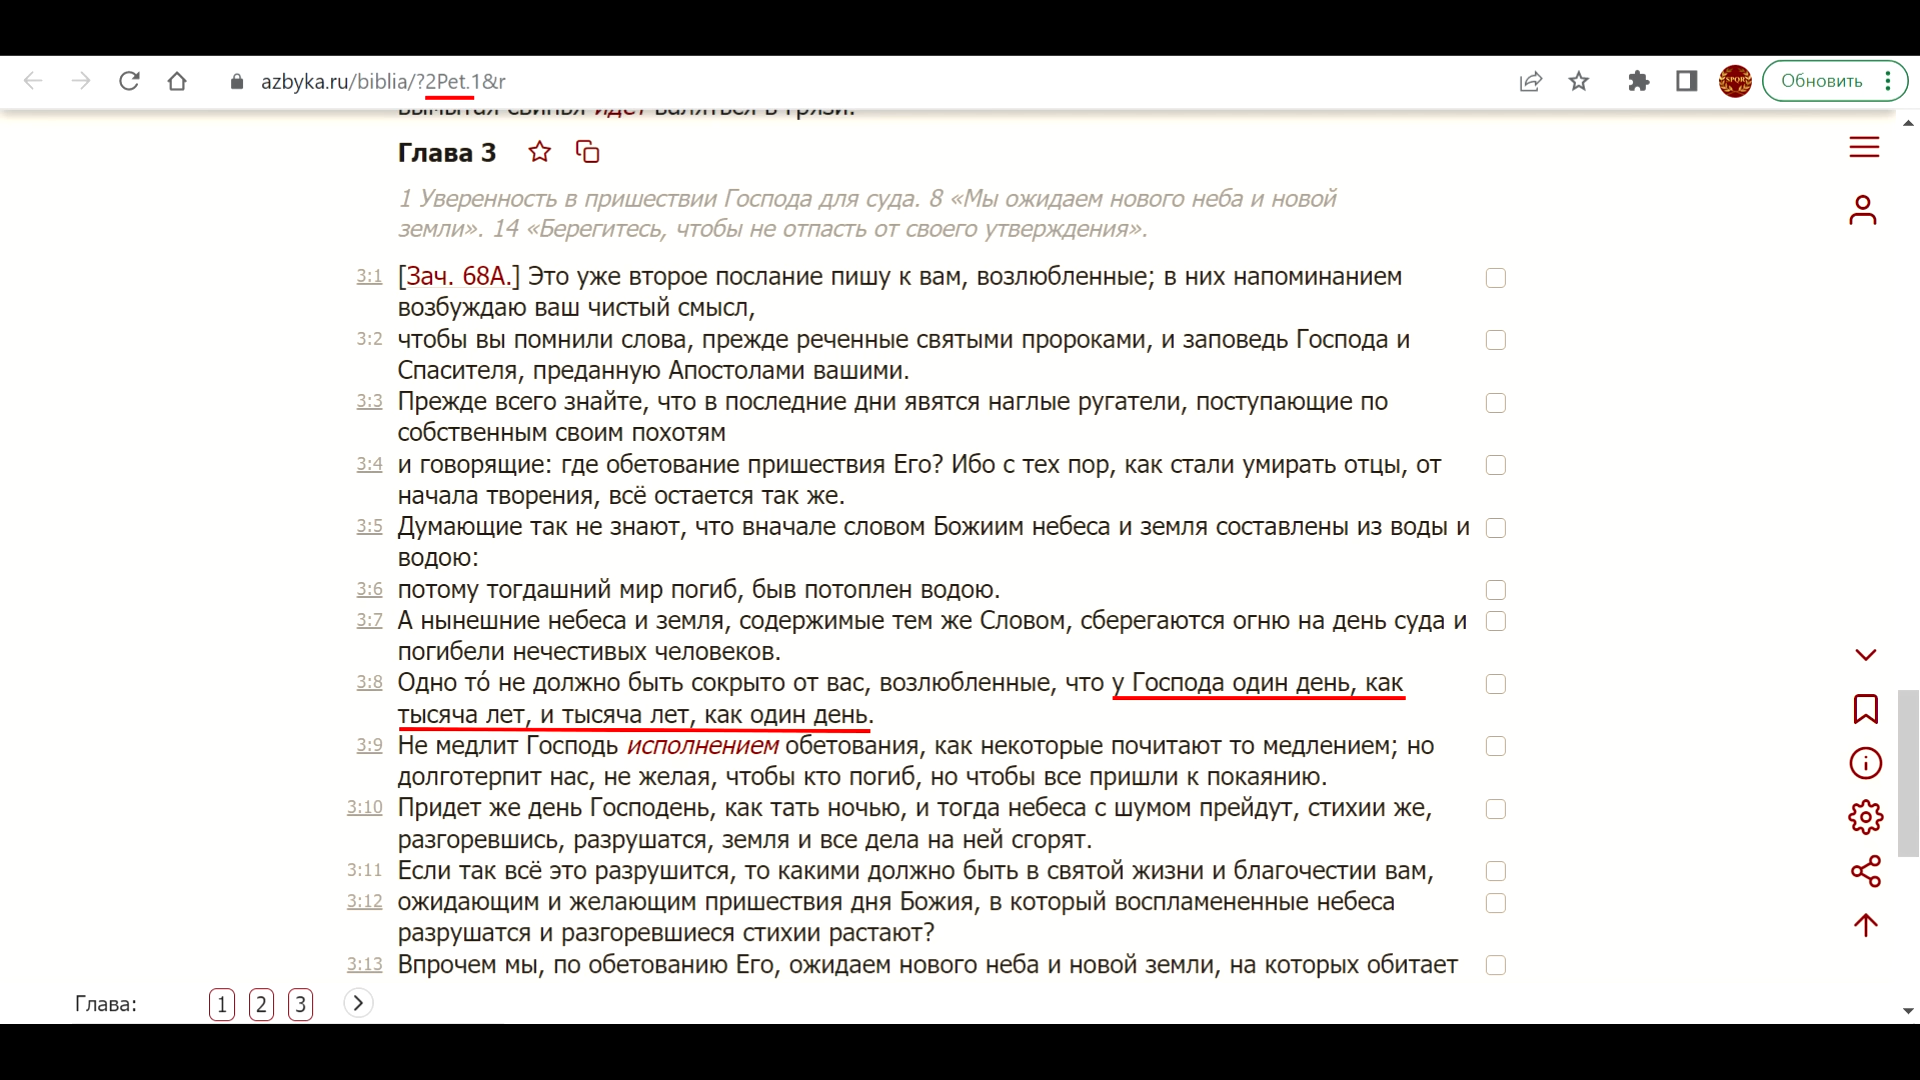 azbyka.ru/biblia/?2Pet.1&r
Обновить
вымытая свинья идет валяться в грязи.
Глава 3
1 Уверенность в пришествии Господа для суда. 8 «Мы ожидаем нового неба и новой
земли». 14 «Берегитесь, чтобы не отпасть от своего утверждения».
3:1 [Зач. 68А.] Это уже второе послание пишу к вам, возлюбленные; в них напоминанием
возбуждаю ваш чистый смысл,
3:2 чтобы вы помнили слова, прежде реченные святыми пророками, и заповедь Господа и
Спасителя, преданную Апостолами вашими.
3:3 Прежде всего знайте, что в последние дни явятся наглые ругатели, поступающие по
собственным своим похотям
3:4 и говорящие: где обетование пришествия Его? Ибо с тех пор, как стали умирать отцы, от
начала творения, всё остается так же.
3:5 Думающие так не знают, что вначале словом Божиим небеса и земля составлены из воды и
водою:
3:6 потому тогдашний мир погиб, быв потоплен водою.
3:7 А нынешние небеса и земля, содержимые тем же Словом, сберегаются огню на день суда и
погибели нечестивых человеков.
3:8 Одно то́ не должно быть сокрыто от вас, возлюбленные, что у Господа один день, как
тысяча лет, и тысяча лет, как один день.
3:9 Не медлит Господь исполнением обетования, как некоторые почитают то медлением; но
долготерпит нас, не желая, чтобы кто погиб, но чтобы все пришли к покаянию.
3:10 Придет же день Господень, как тать ночью, и тогда небеса с шумом прейдут, стихии же,
разгоревшись, разрушатся, земля и все дела на ней сгорят.
3:11 Если так всё это разрушится, то какими должно быть в святой жизни и благочестии вам,
3:12 ожидающим и желающим пришествия дня Божия, в который воспламененные небеса
разрушатся и разгоревшиеся стихии растают?
3:13 Впрочем мы, по обетованию Его, ожидаем нового неба и новой земли, на которых обитает
Глава: 1 2 3